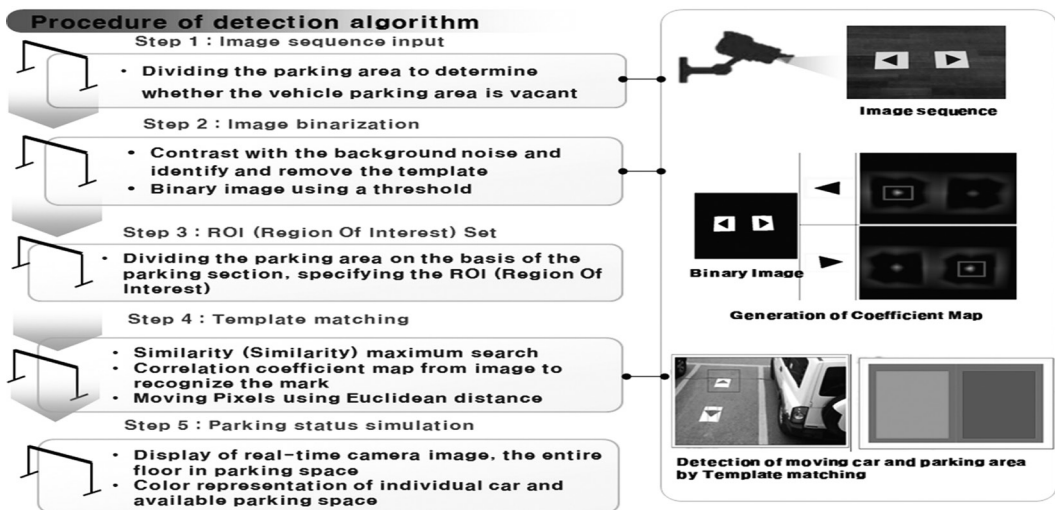 Procedure of detection algorithm
Step 1 : Image sequence input
• Dividing the parking area to determine
whether the vehicle parking area is vacant
Step 2 : Image binarization
• Contrast with the background noise and
identify and remove the template
• Binary image using a threshold
Step 3 : ROI (Region Of Interest) Set
• Dividing the parking area on the basis of the
parking section, specifying the ROI (Region Of
Interest)
Step 4 : Template matching
• Similarity (Similarity) maximum search
• Correlation coefficient map from image to
recognize the mark
• Moving Pixels using Euclidean distance
Step 5 : Parking status simulation
• Display of real-time camera image, the entire
floor in parking space
• Color representation of individual car and
available parking space
Image sequence
Binary Image
Generation of Coefficient Map
Detection of moving car and parking area
by Template matching